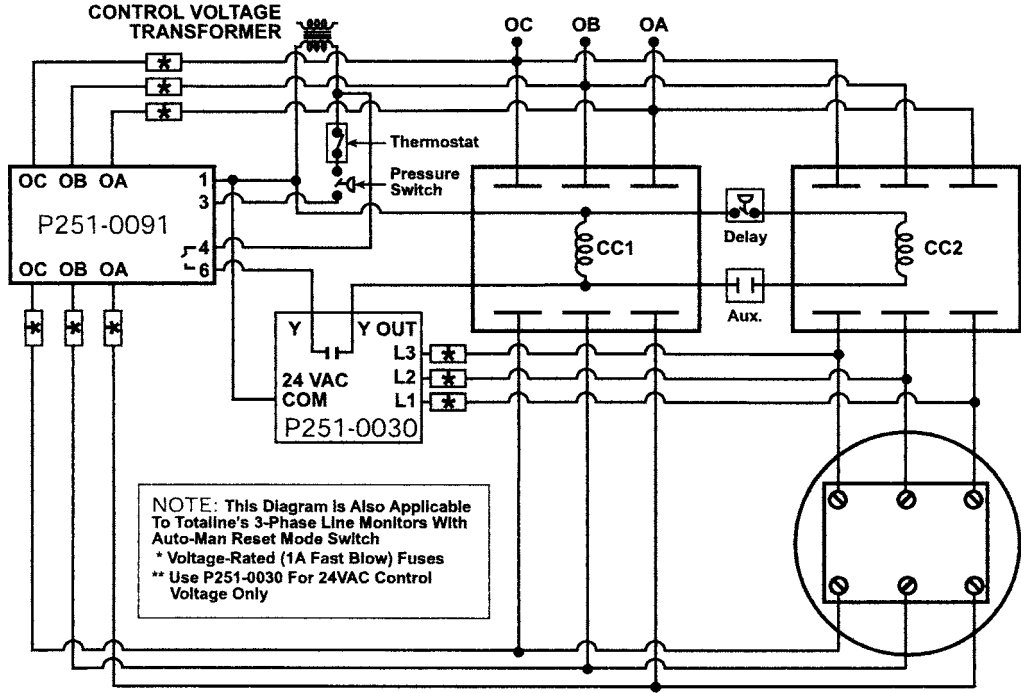 CONTROL VOLTAGE
TRANSFORMER
OC OB OA
*
*
*
Thermostat
Pressure
Switch
OC OB OA 1
3
P251-0091
4
6
OC OB OA
* * *
CC1
Delay
CC2
Aux.
Y Y OUT
L3 *
24 VAC L2 *
COM L1 *
P251-0030
NOTE: This Diagram is Also Applicable
To Totaline's 3-Phase Line Monitors With
Auto-Man Reset Mode Switch
* Voltage-Rated (1A Fast Blow) Fuses
** Use P251-0030 For 24VAC Control
Voltage Only